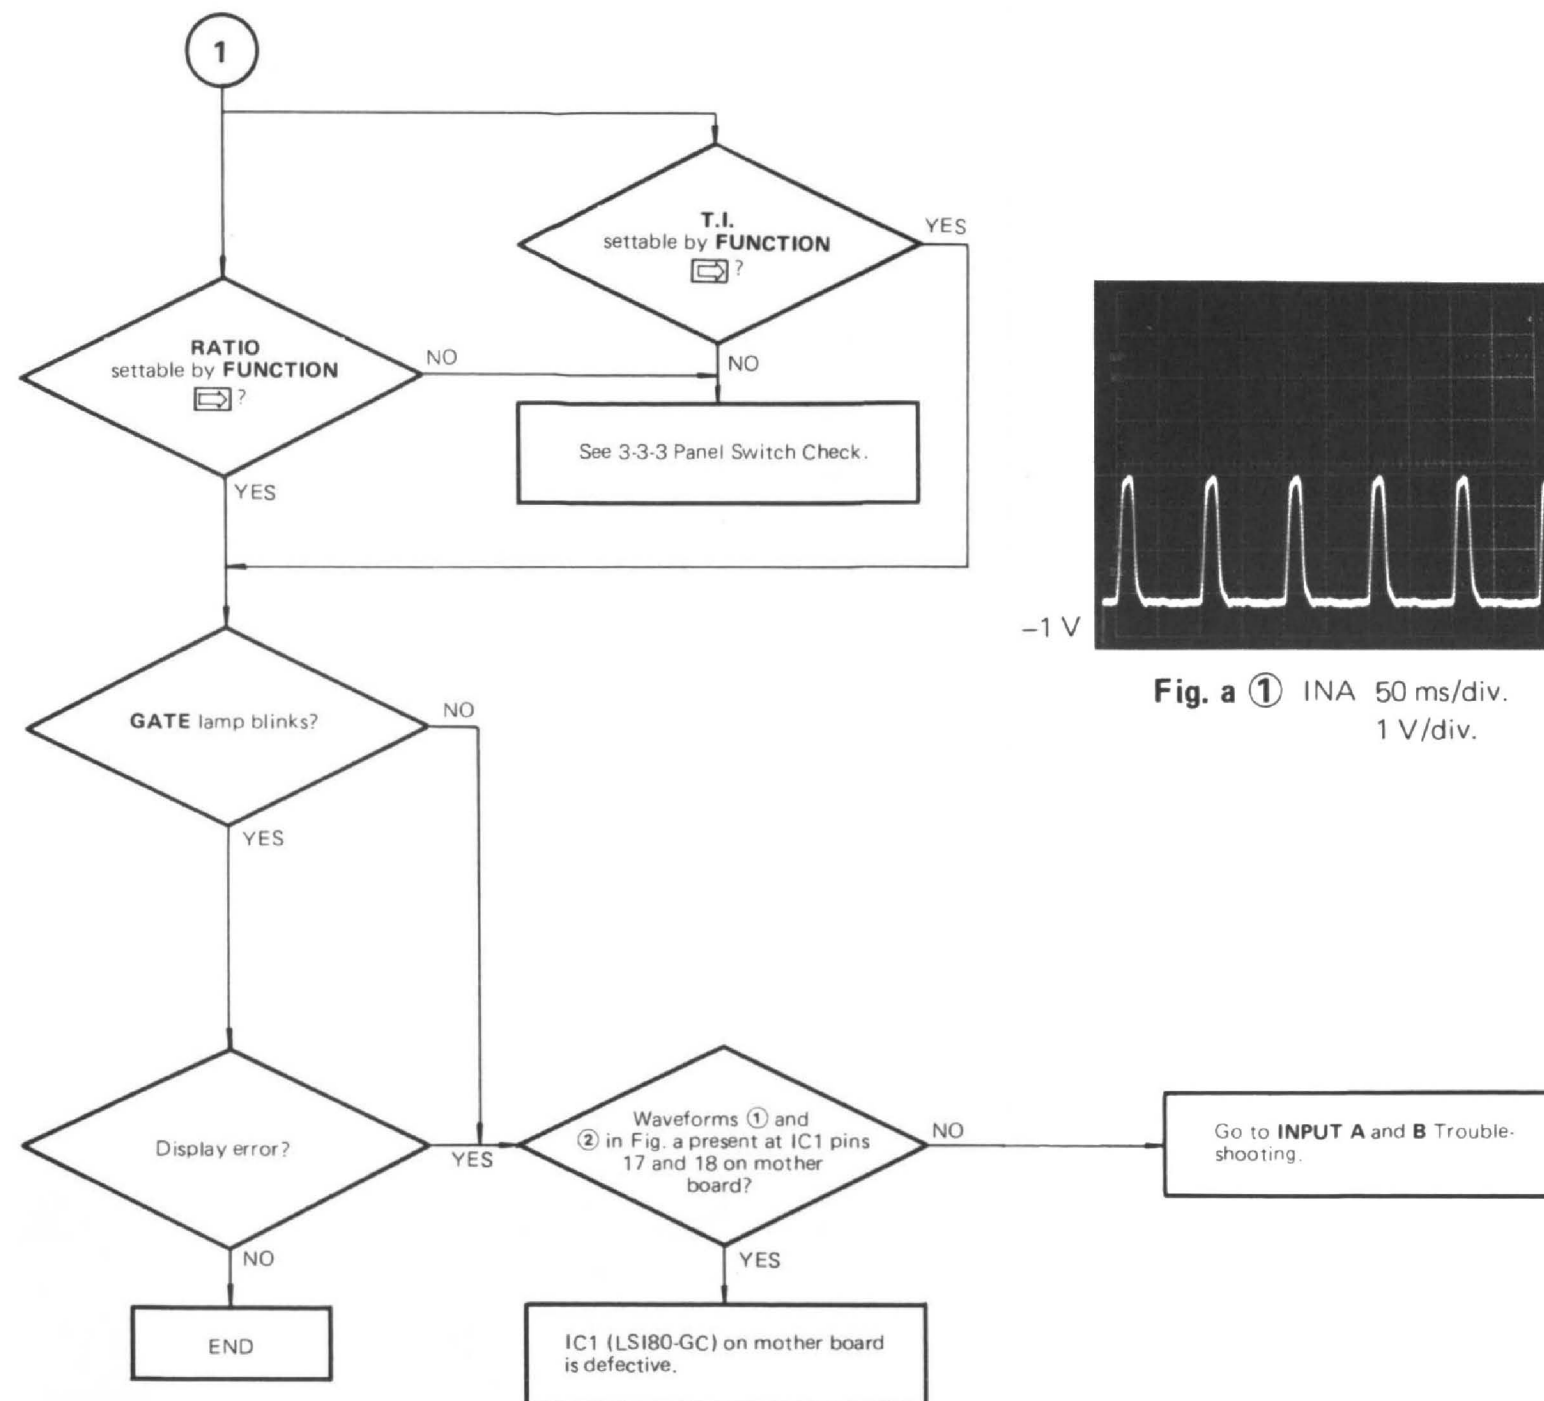 1
T.I.
settable by FUNCTION
?
YES
NO
RATIO
settable by FUNCTION
?
NO
YES
See 3-3-3 Panel Switch Check.
-1 V
Fig. a ① INA 50 ms/div.
1 V/div.
GATE lamp blinks?
NO
YES
Display error?
YES
NO
Waveforms ① and
② in Fig. a present at IC1 pins
17 and 18 on mother
board?
NO
YES
Go to INPUT A and B Trouble-
shooting.
END
IC1 (LSI80-GC) on mother board
is defective.